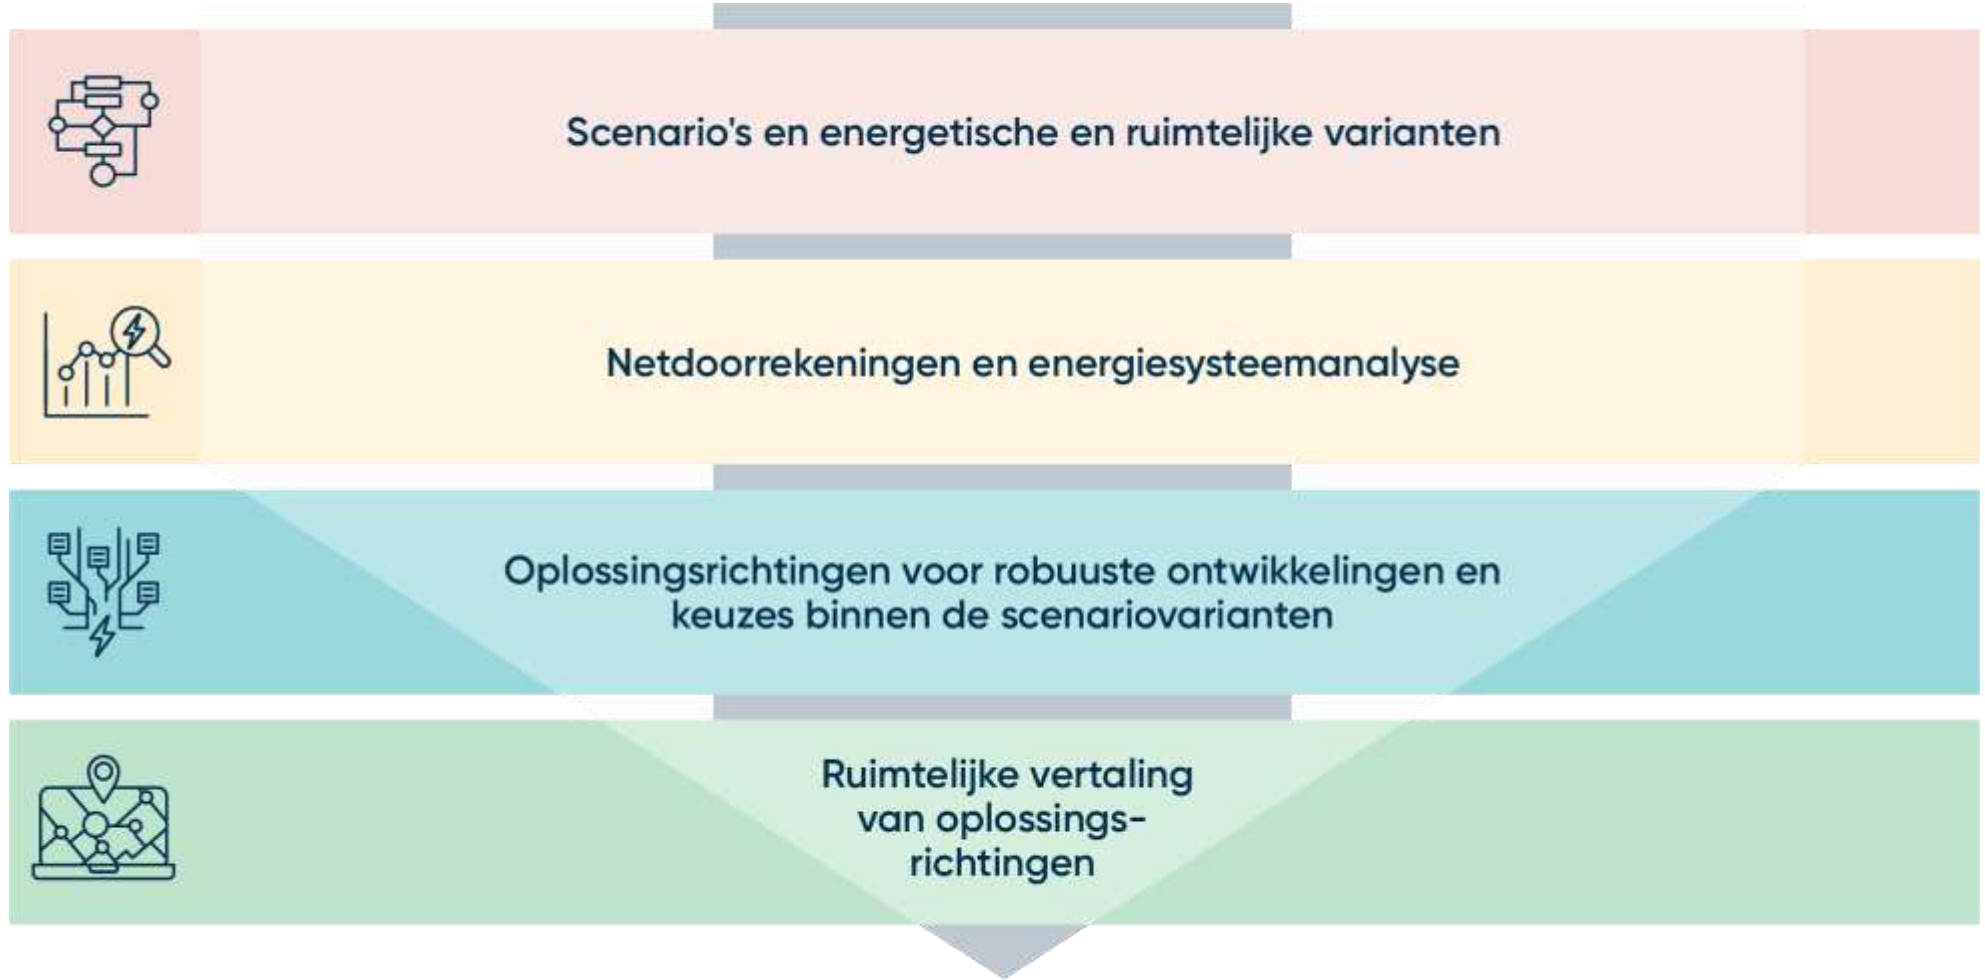 Scenario's en energetische en ruimtelijke varianten
Netdoorrekeningen en energiesysteemanalyse
Oplossingsrichtingen voor robuuste ontwikkelingen en
keuzes binnen de scenariovarianten
Ruimtelijke vertaling
van oplossings-
richtingen